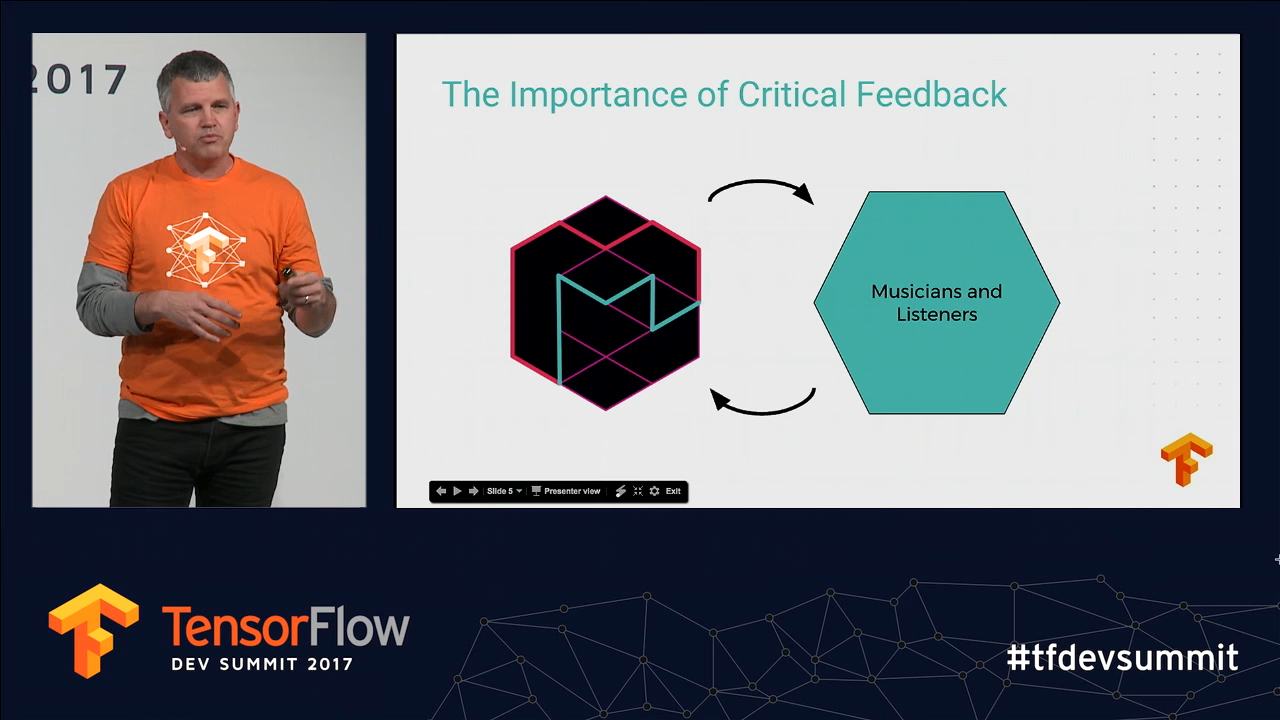 2017
The Importance of Critical Feedback
Musicians and
Listeners
Slide 5
Presenter view
Exit
TensorFlow
DEV SUMMIT 2017
#tfdevsummit